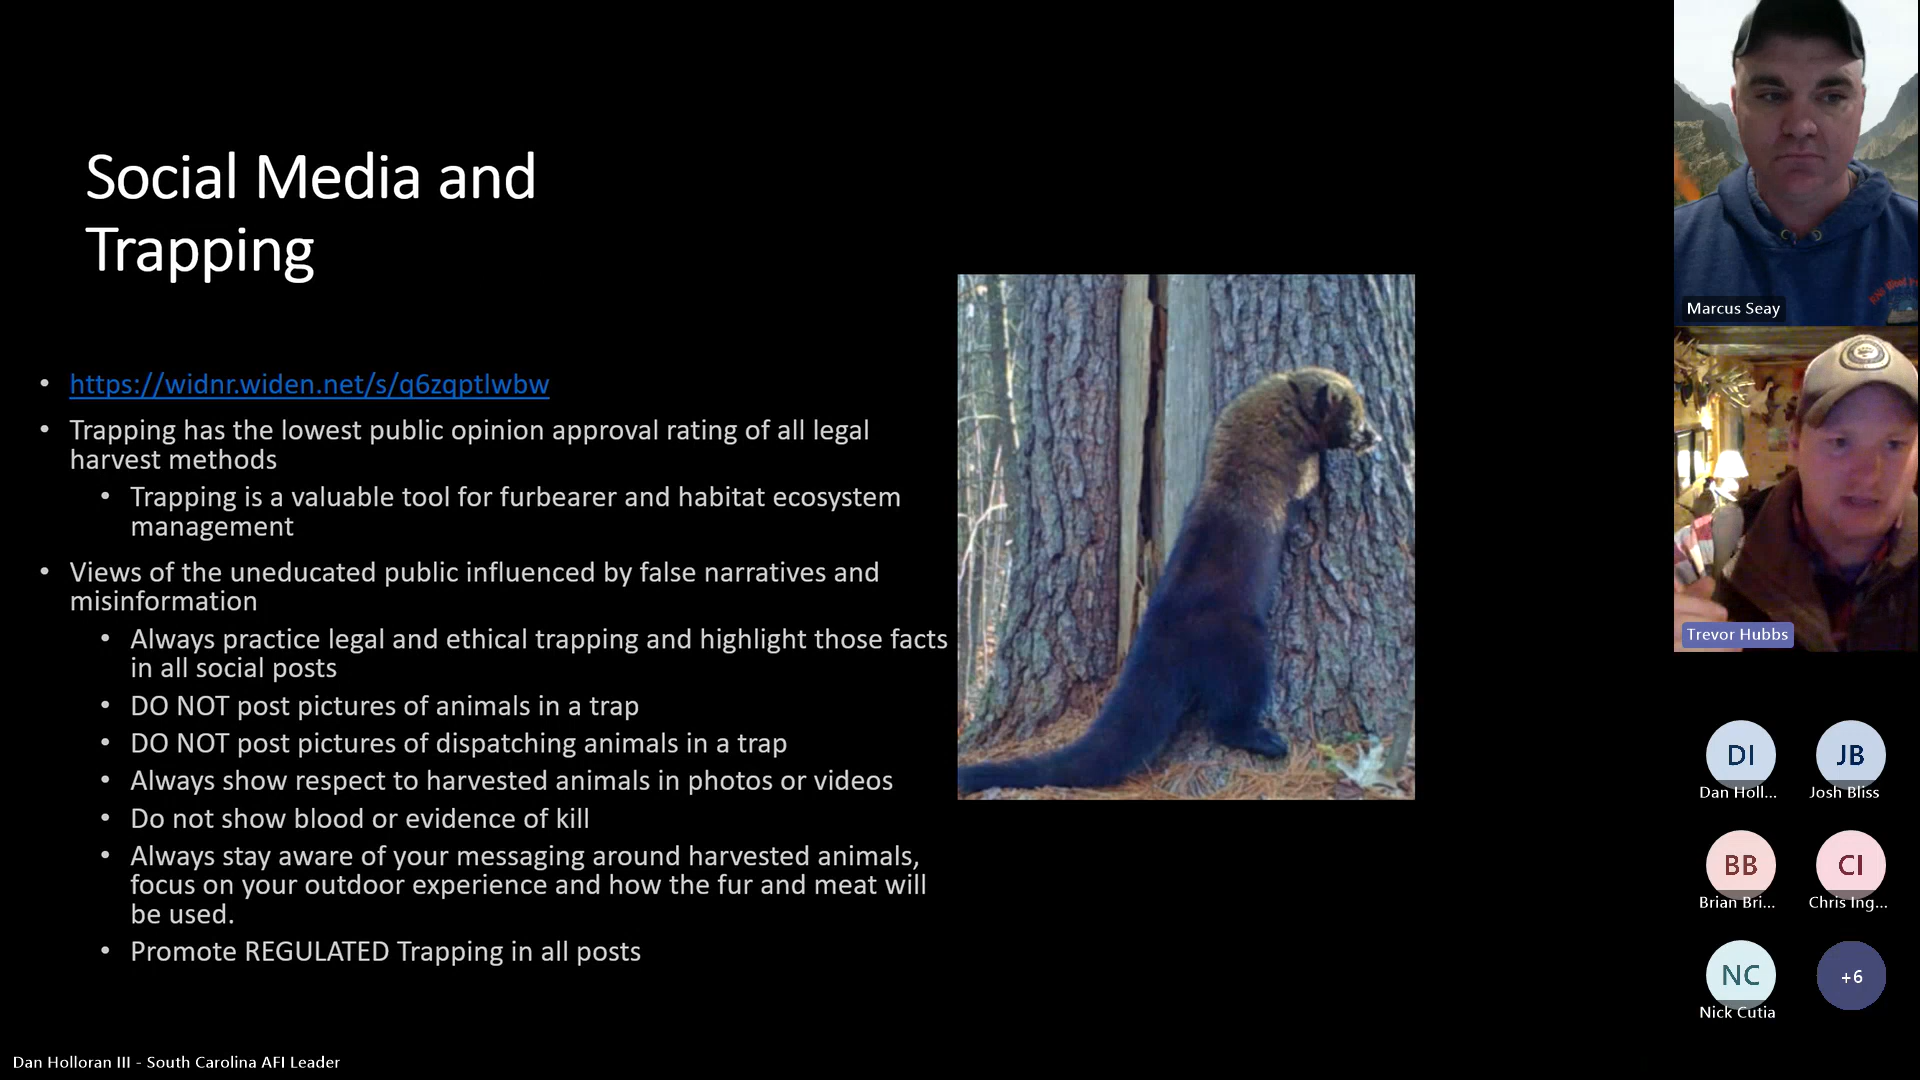 Social Media and
Trapping
• https://widnr.widen.net/s/q6zqptlwbw
• Trapping has the lowest public opinion approval rating of all legal
harvest methods
• Trapping is a valuable tool for furbearer and habitat ecosystem
management
• Views of the uneducated public influenced by false narratives and
misinformation
• Always practice legal and ethical trapping and highlight those facts
in all social posts
• DO NOT post pictures of animals in a trap
• DO NOT post pictures of dispatching animals in a trap
• Always show respect to harvested animals in photos or videos
• Do not show blood or evidence of kill
• Always stay aware of your messaging around harvested animals,
focus on your outdoor experience and how the fur and meat will
be used.
• Promote REGULATED Trapping in all posts
Marcus Seay
Trevor Hubbs
DI
JB
Dan Holl...
Josh Bliss
BB
CI
Brian Bri...
Chris Ing...
NC
+6
Nick Cutia
Dan Holloran III - South Carolina AFI Leader